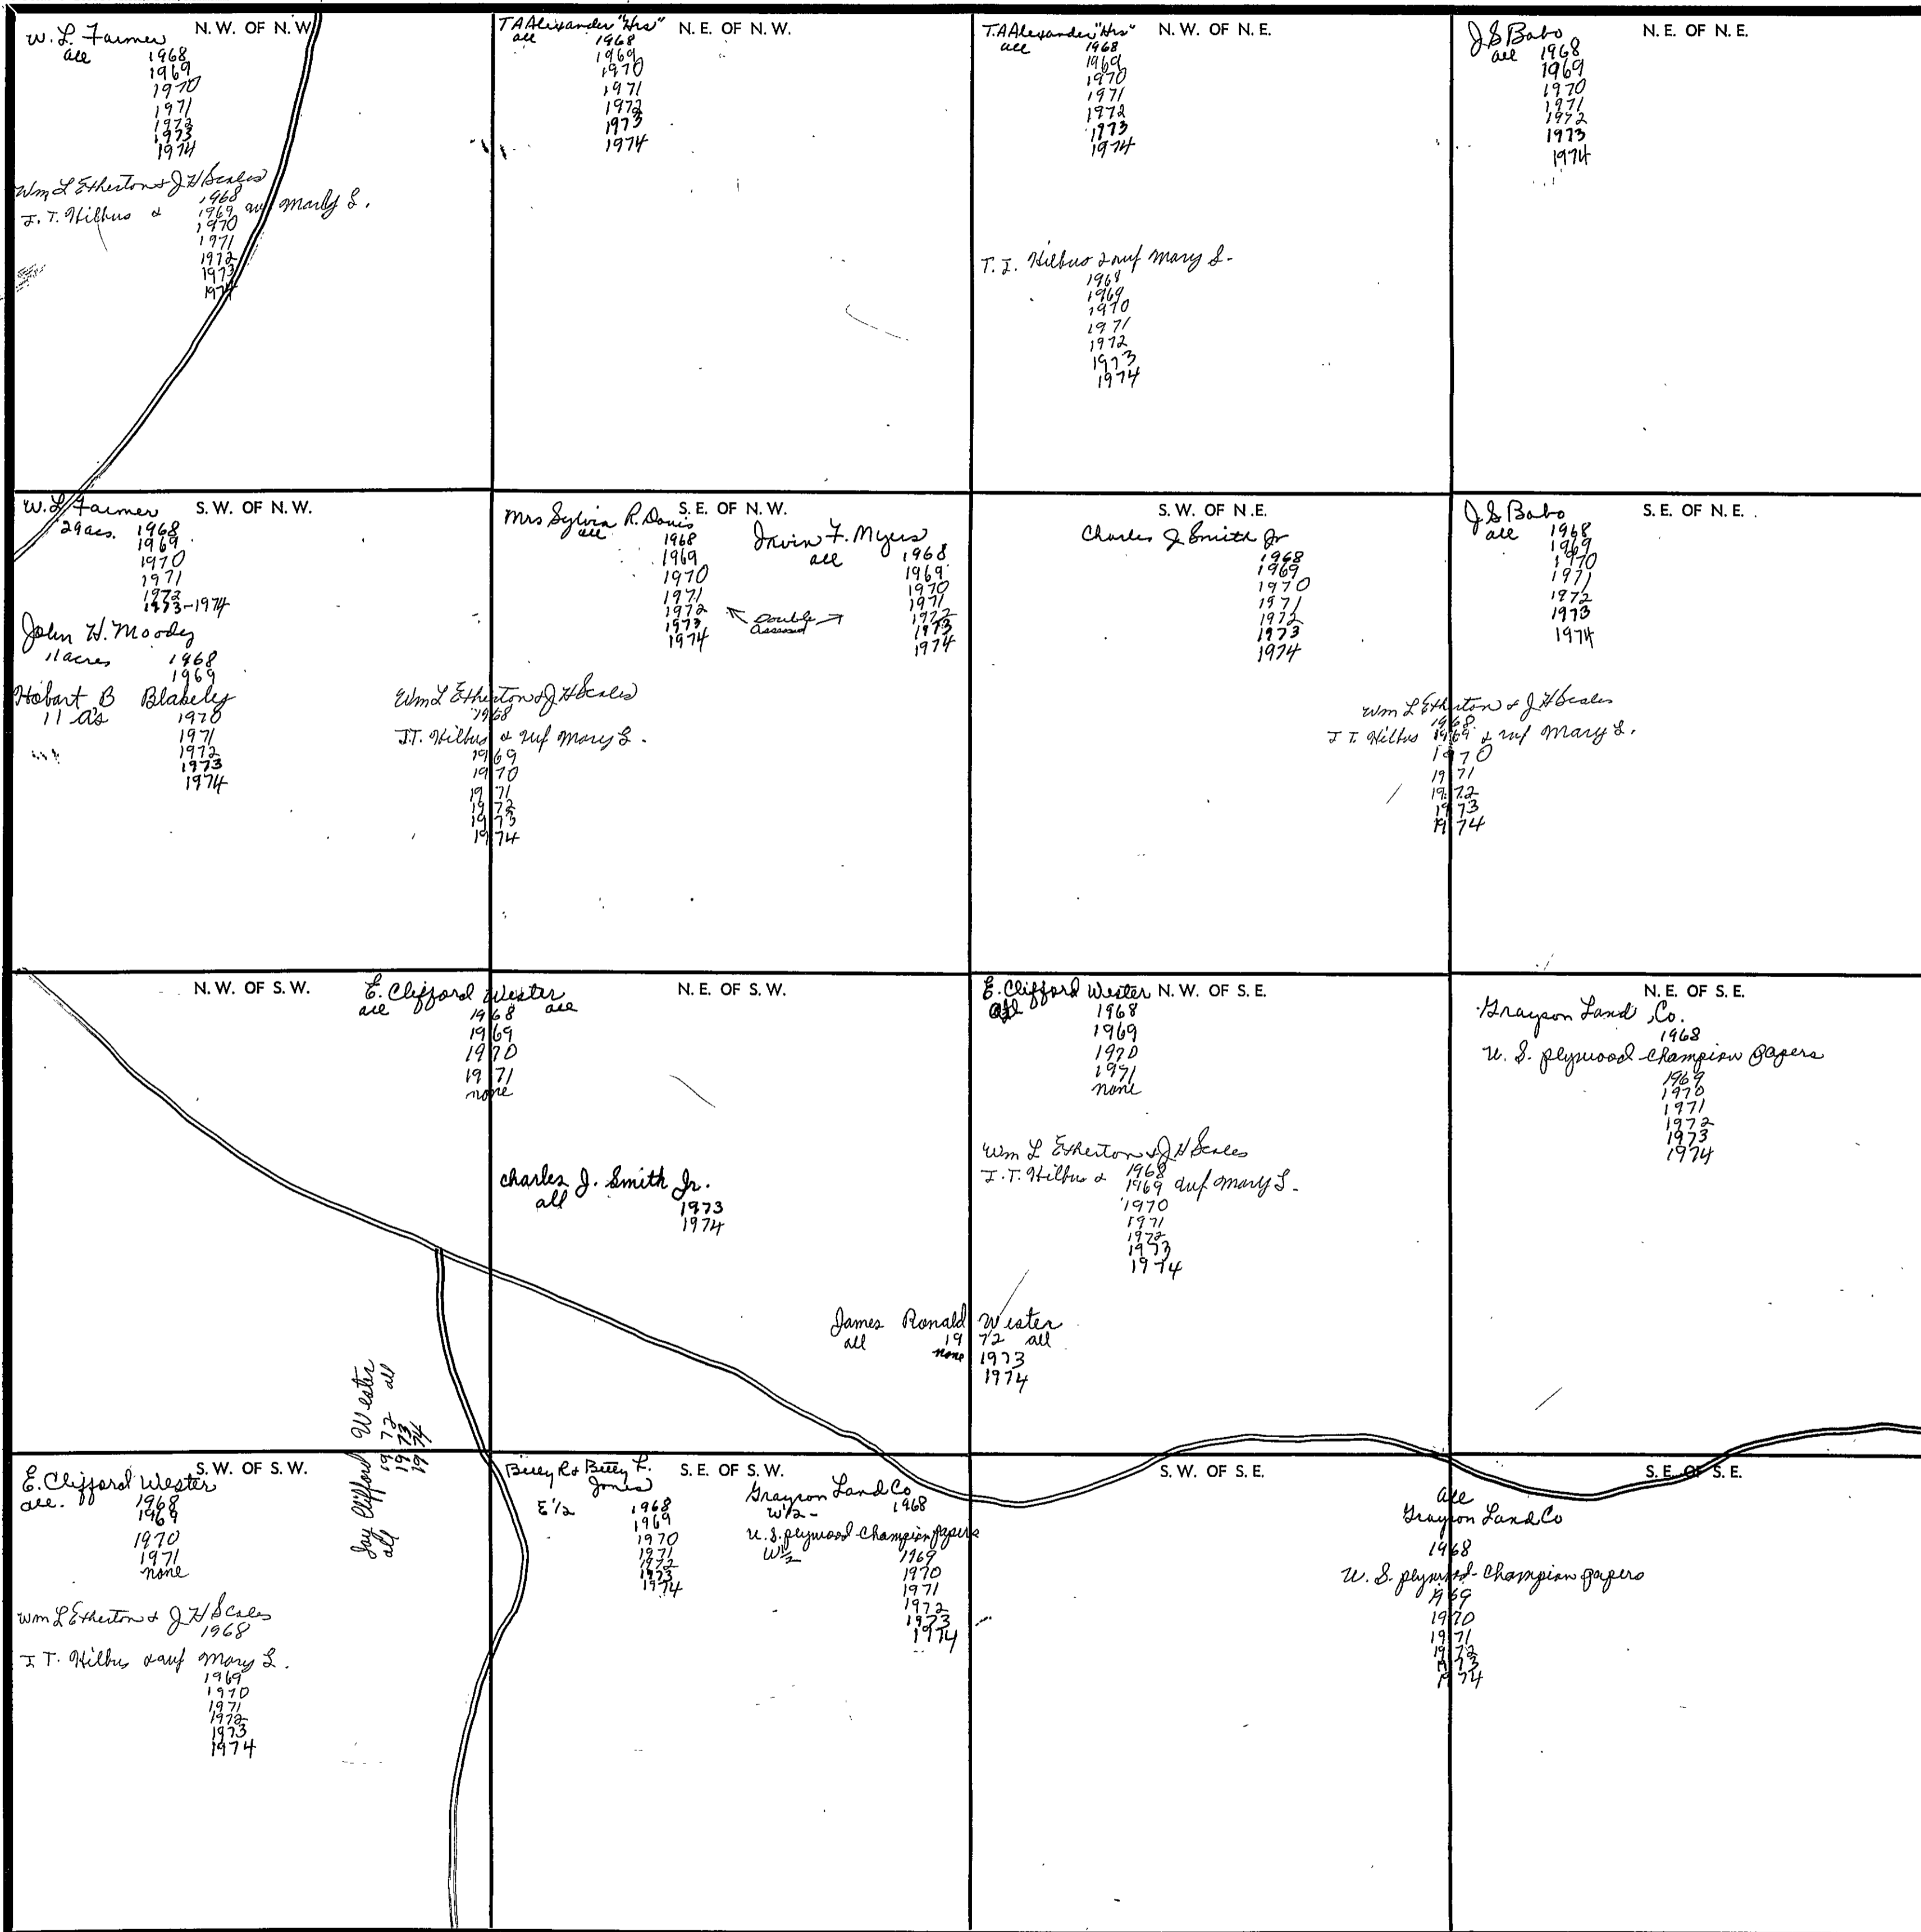 N.W. OF N.W.
W. L. Farmer
all 1968
1969
1970
1971
1972
1973
1974
Wm L Etherton & J H Scales
1968
J. T. Hilbus & 1969 wf Mary L.
1970
1971
1972
1973
1974
N.E. OF N.W.
T A Alexander "Hrs"
all 1968
1969
1970
1971
1972
1973
1974
N.W. OF N.E.
T. A Alexander "Hrs"
all 1968
1969
1970
1971
1972
1973
1974
T. J. Hilbus & wf Mary L.
1968
1969
1970
1971
1972
1973
1974
N.E. OF N.E.
J S Bobo
all 1968
1969
1970
1971
1972
1973
1974
S.W. OF N.W.
W. L. Farmer
29 acs. 1968
1969
1970
1971
1972
1973-1974
John H. Moody
11 acres 1968
1969
Hobart B Blakely
11 a's 1970
1971
1972
1973
1974
Wm L Etherton & J H Scales
1968
J T. Hilbus & wf Mary L.
1969
1970
1971
1972
1973
1974
S.E. OF N.W.
Mrs Sylvia R. Davis
all 1968
1969
1970
1971
1972
1973
1974
Double
Assessed
Irvin F. Myers
all 1968
1969
1970
1971
1972
1973
1974
S.W. OF N.E.
Charles J. Smith Jr
1968
1969
1970
1971
1972
1973
1974
S.E. OF N.E.
J S Bobo
all 1968
1969
1970
1971
1972
1973
1974
Wm L Etherton & J H Scales
1968
J T. Hilbus 1969 & wf Mary L.
1970
1971
1972
1973
1974
N.W. OF S.W.
E. Clifford Wester
all 1968 all
1969
1970
1971
none
N.E. OF S.W.
Charles J. Smith Jr.
all 1973
1974
N.W. OF S.E.
E. Clifford Wester
all 1968
1969
1970
1971
none
Wm L Etherton & J H Scales
1968
J. T. Hilbus & 1969 wf Mary L.
1970
1971
1972
1973
1974
James Ronald Wester
all 1972 all
none 1973
1974
N.E. OF S.E.
Grayson Land Co.
1968
U. S. plywood-Champion Papers
1969
1970
1971
1972
1973
1974
Jay Clifford Wester
all 1972 all
1973
1974
S.W. OF S.W.
E. Clifford Wester
all. 1968
1969
1970
1971
none
Wm L Etherton & J H Scales
1968
J T. Hilbus & wf Mary L.
1969
1970
1971
1972
1973
1974
S.E. OF S.W.
Jones
E 1/2 1968
1969
1970
1971
1972
1973
1974
Grayson Land Co
W 1/2 - 1968
U. S. plywood-Champion papers
W 1/2 1969
1970
1971
1972
1973
1974
S.W. OF S.E.
S.E. OF S.E.
all
Grayson Land Co
1968
U. S. plywood-Champion papers
1969
1970
1971
1972
1973
1974